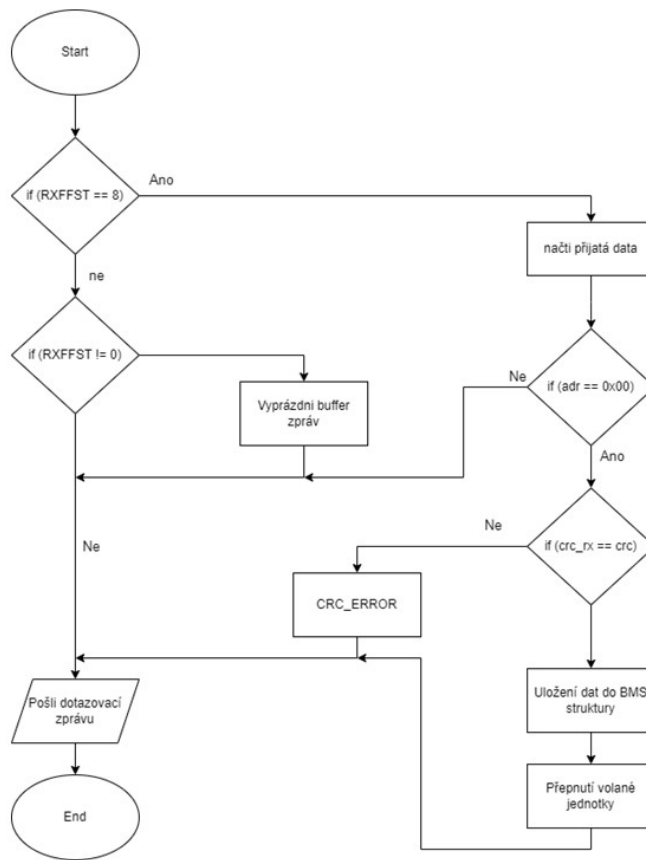 Start
if (RXFFST == 8)
Ano
načti přijatá data
ne
if (RXFFST != 0)
Vyprázdni buffer
zpráv
Ne
if (adr == 0x00)
Ano
Ne
if (crc_rx == crc)
Ne
CRC_ERROR
Pošli dotazovací
zprávu
Uložení dat do BMS
struktury
Přepnutí volané
jednotky
End